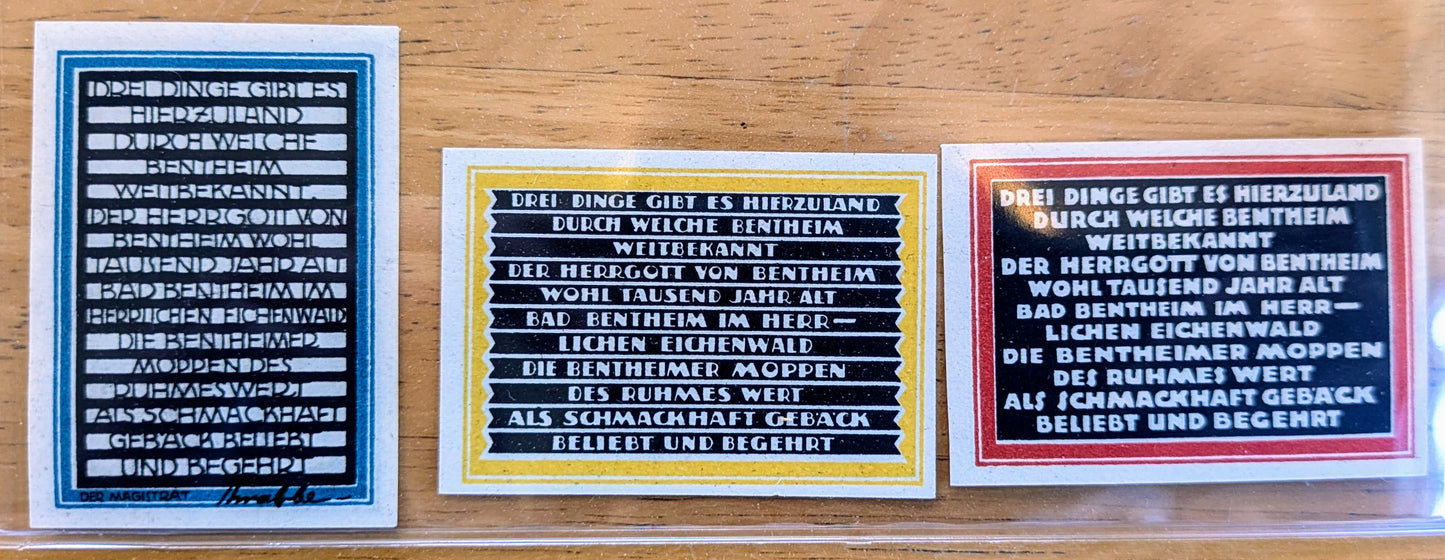 DREI DINGE GIBT ES
HIERZULAND
DURCH WELCHE
BENTHEIM
WEITBEKANNT
DER HERRGOTT VON
BENTHEIM WOHL
TAUSEND JAHR ALT
BAD BENTHEIM IM
HERRLICHEN EICHENWALD
DIE BENTHEIMER
MOPPEN DES
RUHMES WERT
ALS SCHMACKHAFT
GEBÄCK BELIEBT
UND BEGEHRT
DER MAGISTRAT
DREI DINGE GIBT ES HIERZULAND
DURCH WELCHE BENTHEIM
WEITBEKANNT
DER HERRGOTT VON BENTHEIM
WOHL TAUSEND JAHR ALT
BAD BENTHEIM IM HERR-
LICHEN EICHENWALD
DIE BENTHEIMER MOPPEN
DES RUHMES WERT
ALS SCHMACKHAFT GEBÄCK
BELIEBT UND BEGEHRT
DREI DINGE GIBT ES HIERZULAND
DURCH WELCHE BENTHEIM
WEITBEKANNT
DER HERRGOTT VON BENTHEIM
WOHL TAUSEND JAHR ALT
BAD BENTHEIM IM HERR-
LICHEN EICHENWALD
DIE BENTHEIMER MOPPEN
DES RUHMES WERT
ALS SCHMACKHAFT GEBÄCK
BELIEBT UND BEGEHRT